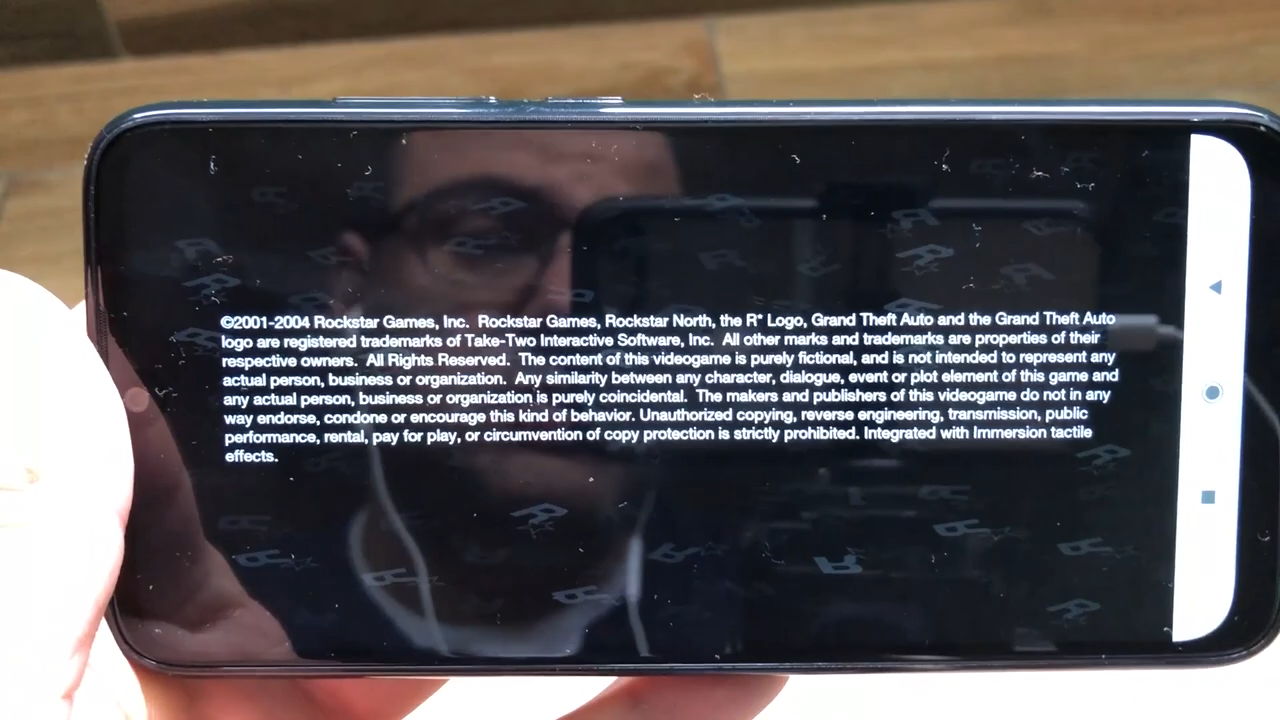 ©2001-2004 Rockstar Games, Inc. Rockstar Games, Rockstar North, the R* Logo, Grand Theft Auto and the Grand Theft Auto
logo are registered trademarks of Take-Two Interactive Software, Inc. All other marks and trademarks are properties of their
respective owners. All Rights Reserved. The content of this videogame is purely fictional, and is not intended to represent any
actual person, business or organization. Any similarity between any character, dialogue, event or plot element of this game and
any actual person, business or organization is purely coincidental. The makers and publishers of this videogame do not in any
way endorse, condone or encourage this kind of behavior. Unauthorized copying, reverse engineering, transmission, public
performance, rental, pay for play, or circumvention of copy protection is strictly prohibited. Integrated with Immersion tactile
effects.